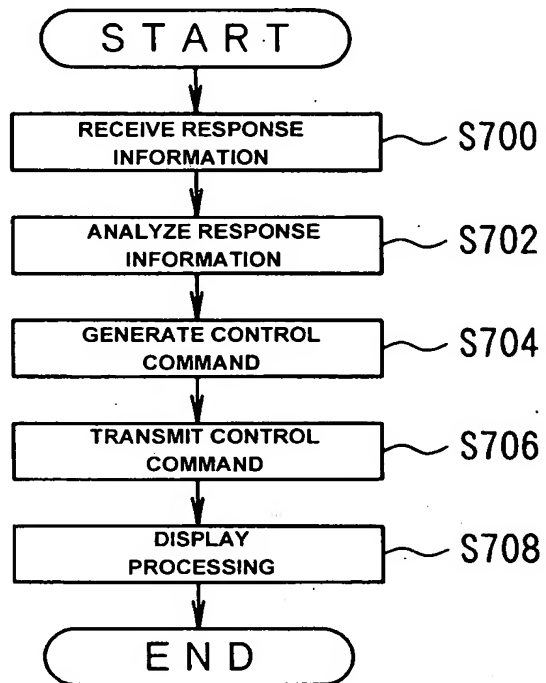 START
RECEIVE RESPONSE
INFORMATION
S700
ANALYZE RESPONSE
INFORMATION
S702
GENERATE CONTROL
COMMAND
S704
TRANSMIT CONTROL
COMMAND
S706
DISPLAY
PROCESSING
S708
END